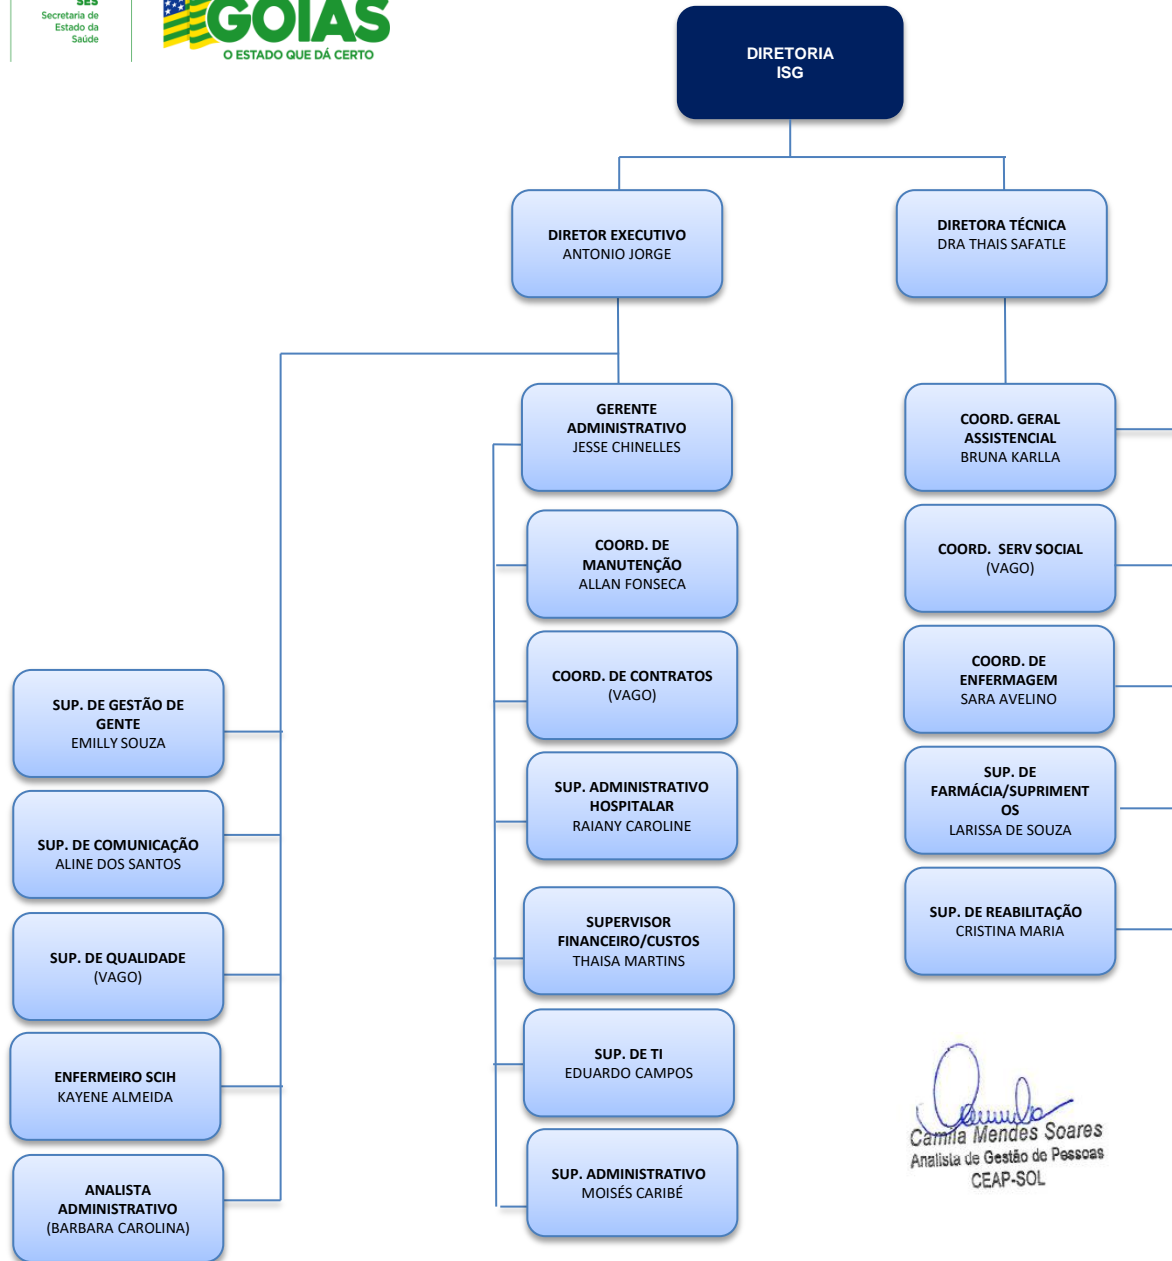 SES
Secretaria de
Estado da
Saúde
GOIÁS
O ESTADO QUE DÁ CERTO
DIRETORIA
ISG
DIRETOR EXECUTIVO
ANTONIO JORGE
DIRETORA TÉCNICA
DRA THAIS SAFATLE
GERENTE
ADMINISTRATIVO
JESSE CHINELLES
COORD. GERAL
ASSISTENCIAL
BRUNA KARLLA
COORD. DE
MANUTENÇÃO
ALLAN FONSECA
COORD. SERV SOCIAL
(VAGO)
COORD. DE CONTRATOS
(VAGO)
COORD. DE
ENFERMAGEM
SARA AVELINO
SUP. DE GESTÃO DE
GENTE
EMILLY SOUZA
SUP. ADMINISTRATIVO
HOSPITALAR
RAIANY CAROLINE
SUP. DE
FARMÁCIA/SUPRIMENT
OS
LARISSA DE SOUZA
SUP. DE COMUNICAÇÃO
ALINE DOS SANTOS
SUP. DE QUALIDADE
(VAGO)
SUPERVISOR
FINANCEIRO/CUSTOS
THAISA MARTINS
SUP. DE REABILITAÇÃO
CRISTINA MARIA
ENFERMEIRO SCIH
KAYENE ALMEIDA
SUP. DE TI
EDUARDO CAMPOS
ANALISTA
ADMINISTRATIVO
(BARBARA CAROLINA)
SUP. ADMINISTRATIVO
MOISÉS CARIBÉ
Camila Mendes Soares
Analista de Gestão de Pessoas
CEAP-SOL